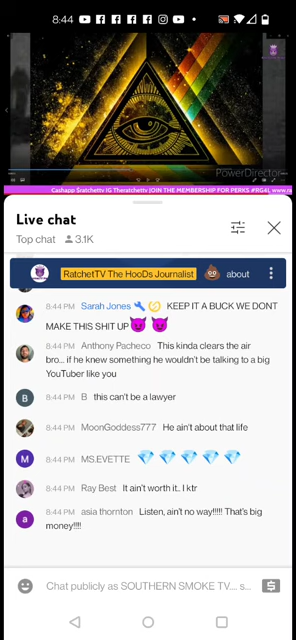 8:44
PowerDirector
Cashapp $ratchettv IG Theratchettv JOIN THE MEMBERSHIP FOR PERKS #RG4L www.ra
Live chat
Top chat 3.1K
RatchetTV The HooDs Journalist 💩 about
8:44 PM Sarah Jones 🔧 KEEP IT A BUCK WE DONT
MAKE THIS SHIT UP😈 😈
8:44 PM Anthony Pacheco This kinda clears the air
bro... if he knew something he wouldn't be talking to a big
YouTuber like you
B 8:44 PM B this can't be a lawyer
8:44 PM MoonGoddess777 He ain't about that life
M 8:44 PM MS.EVETTE 💎 💎 💎 💎 💎
8:44 PM Ray Best It ain't worth it.. I ktr
a 8:44 PM asia thornton Listen, ain't no way!!!!! That's big
money!!!!
Chat publicly as SOUTHERN SMOKE TV.... s...